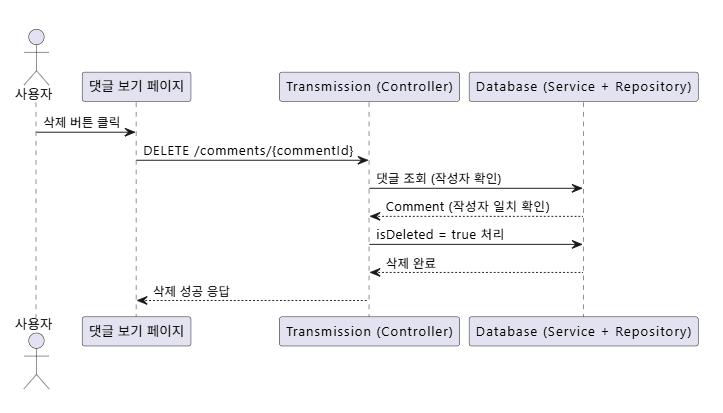 사용자
댓글 보기 페이지
Transmission (Controller)
Database (Service + Repository)
삭제 버튼 클릭
DELETE /comments/{commentId}
댓글 조회 (작성자 확인)
Comment (작성자 일치 확인)
isDeleted = true 처리
삭제 완료
삭제 성공 응답
사용자
댓글 보기 페이지
Transmission (Controller)
Database (Service + Repository)